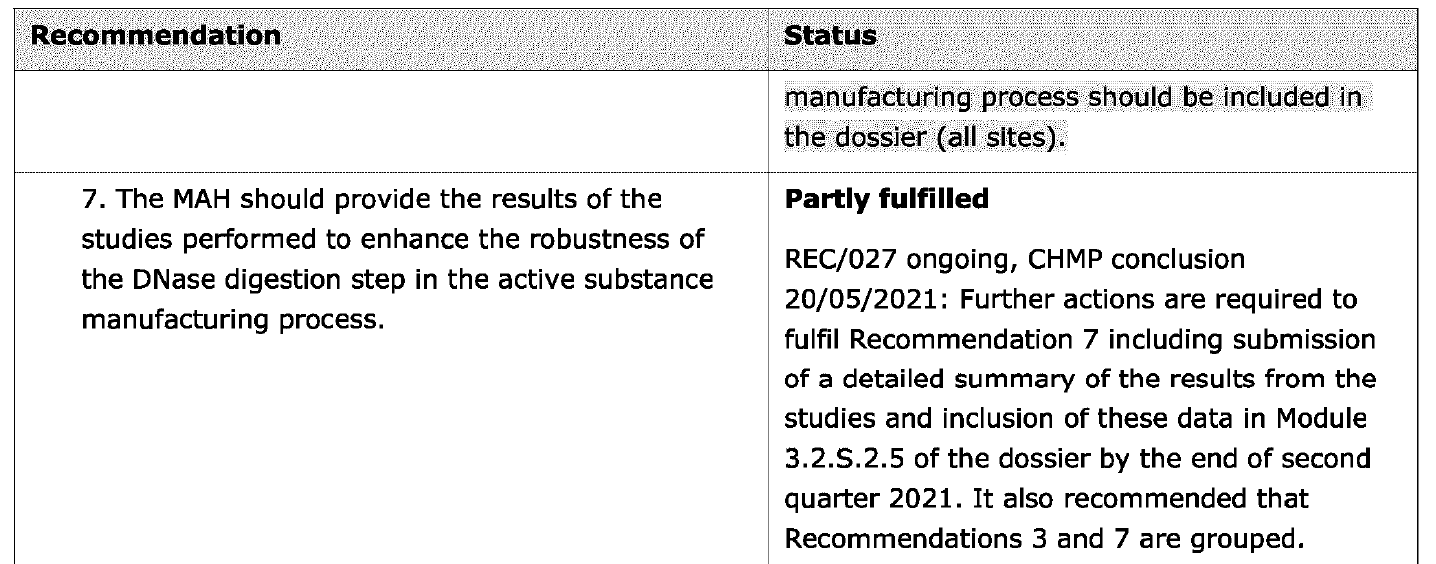 Recommendation
Status
manufacturing process should be included in
the dossier (all sites).
7. The MAH should provide the results of the
studies performed to enhance the robustness of
the DNase digestion step in the active substance
manufacturing process.
Partly fulfilled
REC/027 ongoing, CHMP conclusion
20/05/2021: Further actions are required to
fulfil Recommendation 7 including submission
of a detailed summary of the results from the
studies and inclusion of these data in Module
3.2.S.2.5 of the dossier by the end of second
quarter 2021. It also recommended that
Recommendations 3 and 7 are grouped.